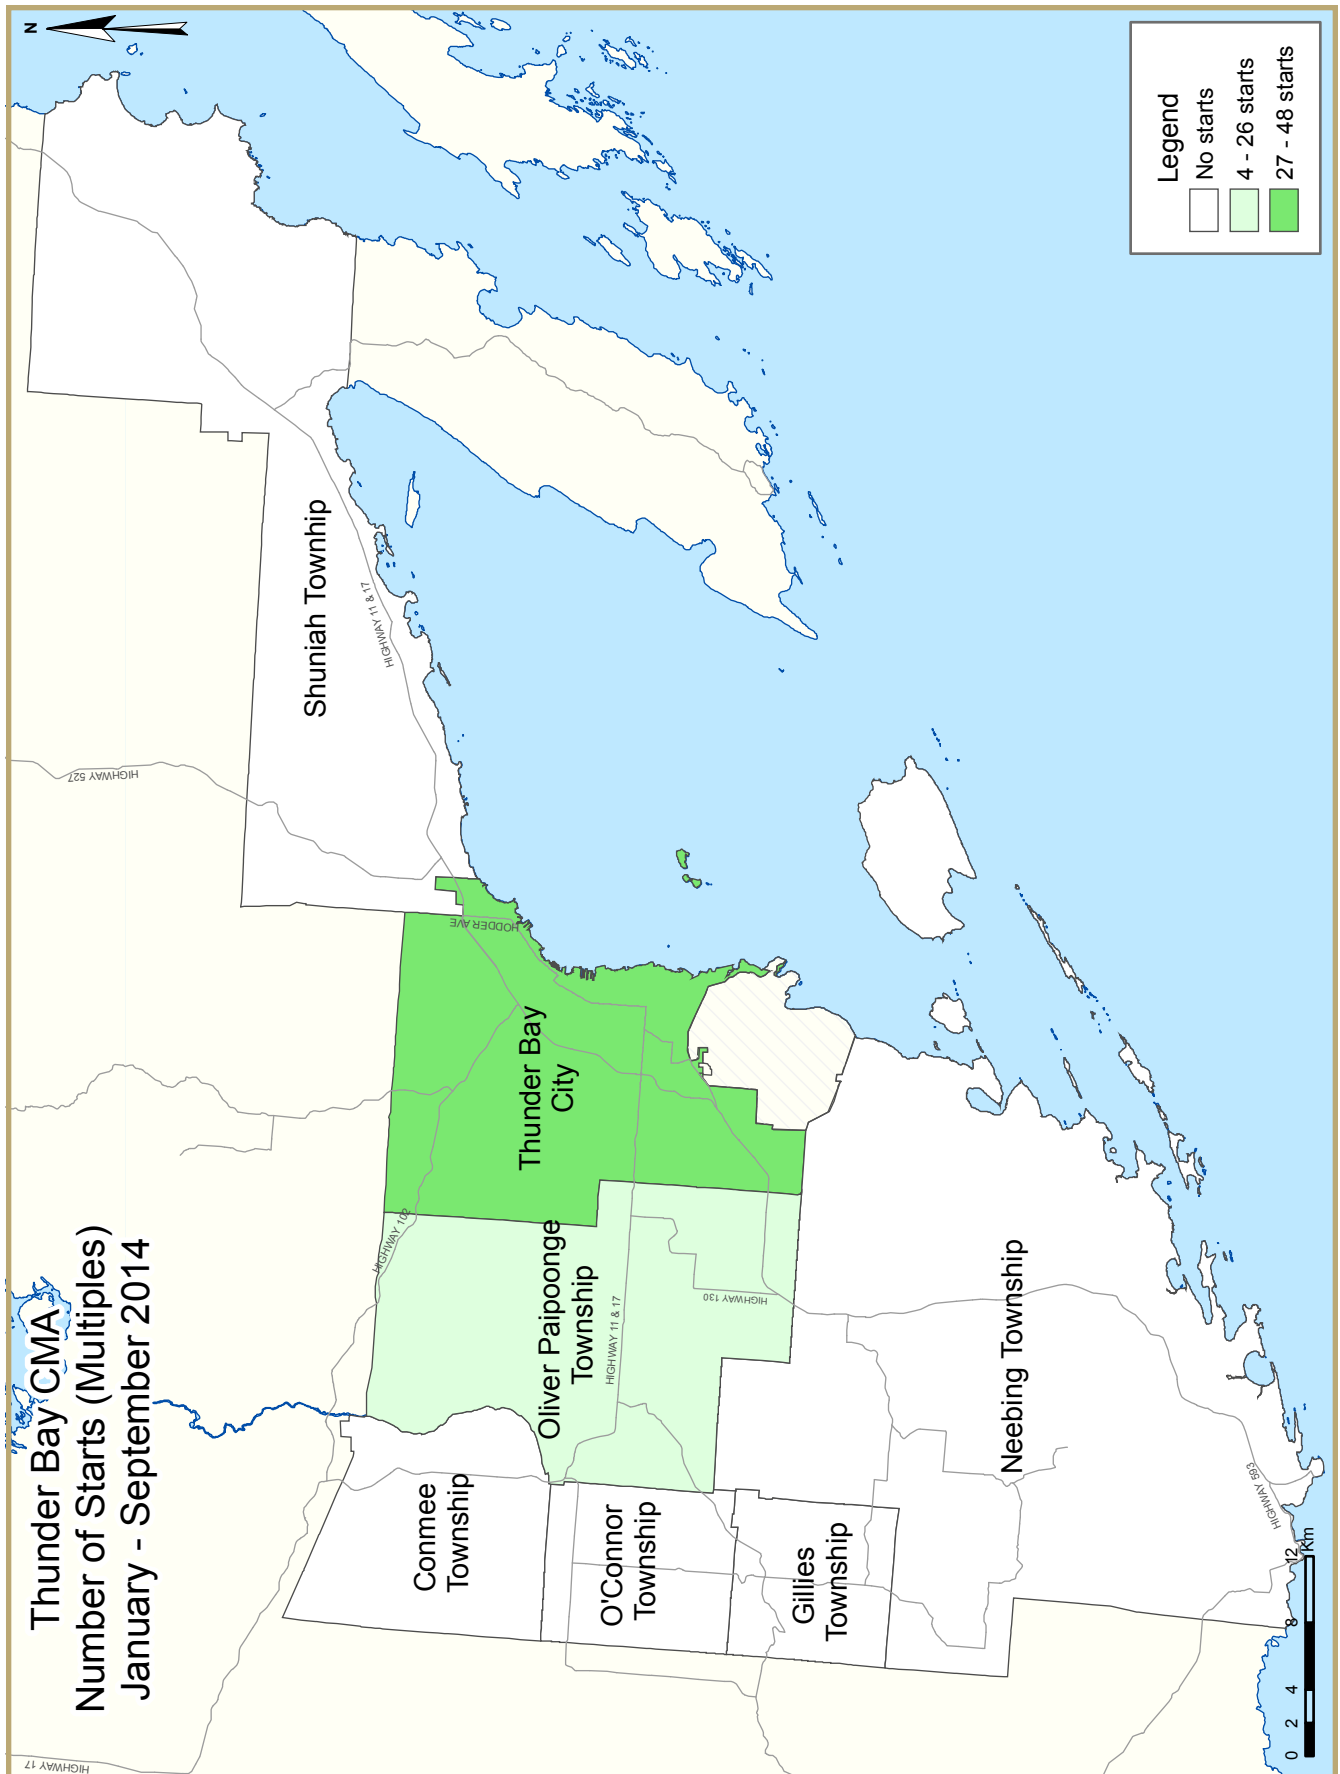 Thunder Bay CMA
Number of Starts (Multiples)
January - September 2014
N
HIGHWAY 17
HIGHWAY 527
Shuniah Townhip
HIGHWAY 11 & 17
HODDER AVE
HIGHWAY 102
Thunder Bay
City
Oliver Paipoonge
Township
HIGHWAY 11 & 17
HIGHWAY 130
Conmee
Township
O'Connor
Township
Gillies
Township
Neebing Township
HIGHWAY 593
Legend
No starts
4 - 26 starts
27 - 48 starts
0 2 4 8 12
Km